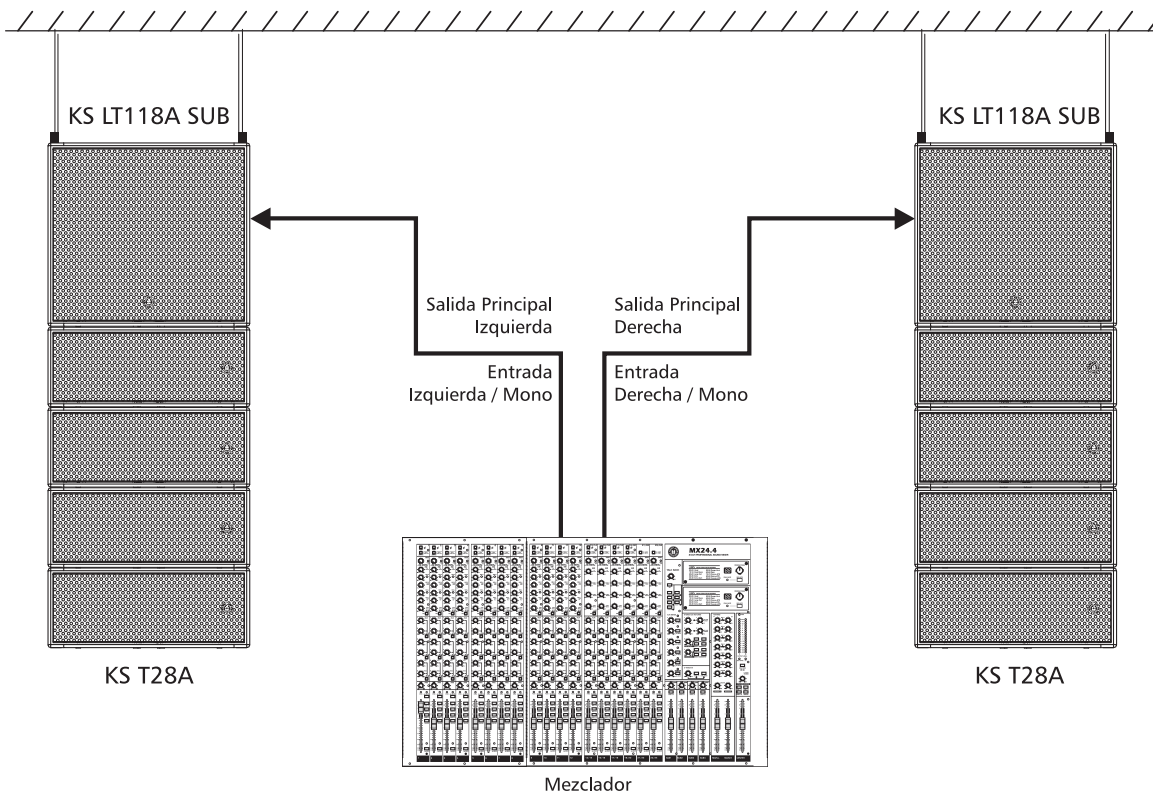 KS LT118A SUB
KS LT118A SUB
Salida Principal
Izquierda
Salida Principal
Derecha
Entrada
Izquierda / Mono
Entrada
Derecha / Mono
MX24.4
KS T28A
KS T28A
Mezclador